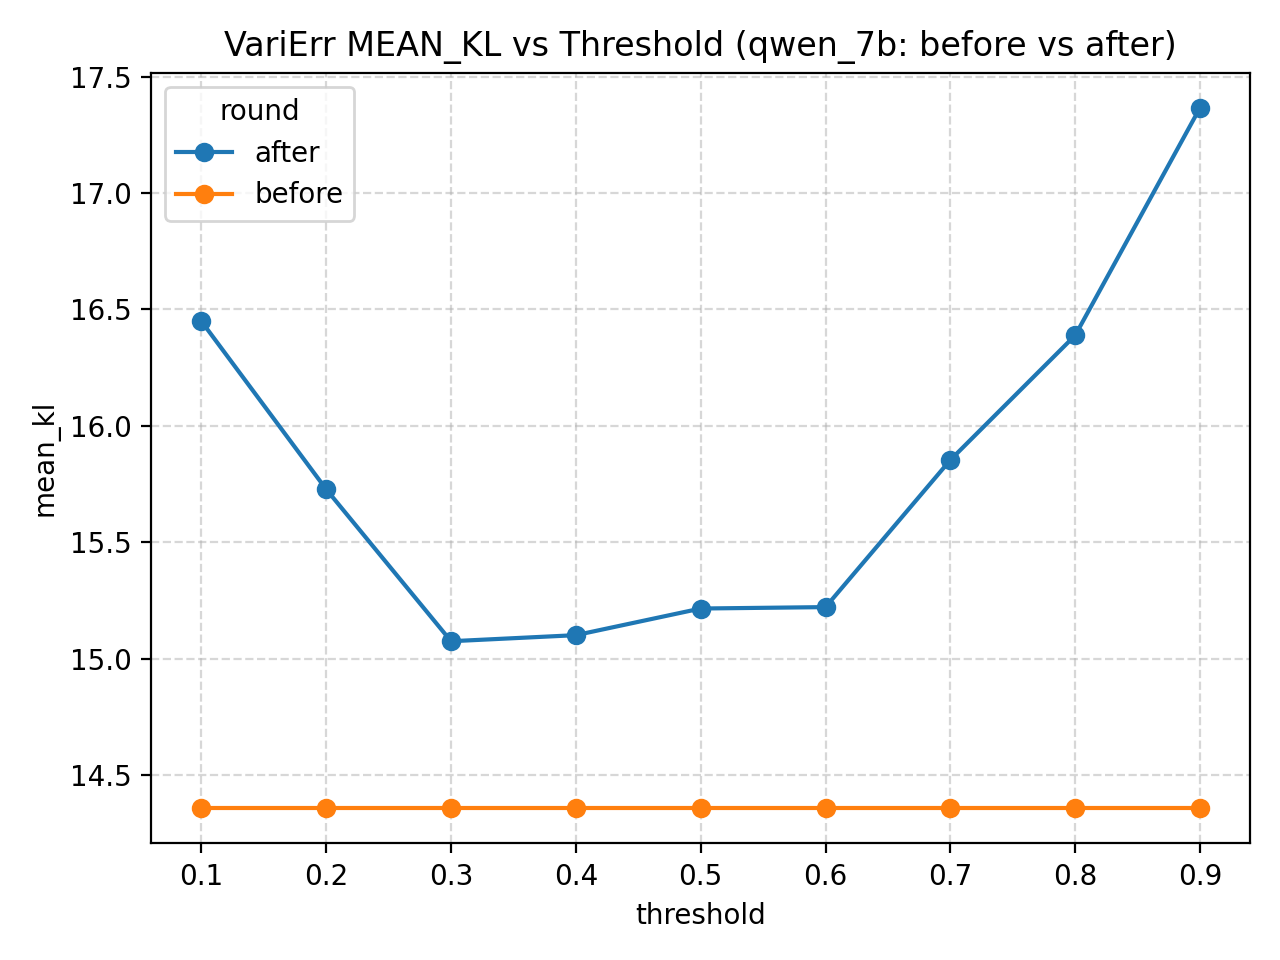 VariErr MEAN_KL vs Threshold (qwen_7b: before vs after)
round
after
before
mean_kl
17.5
17.0
16.5
16.0
15.5
15.0
14.5
0.1 0.2 0.3 0.4 0.5 0.6 0.7 0.8 0.9
threshold